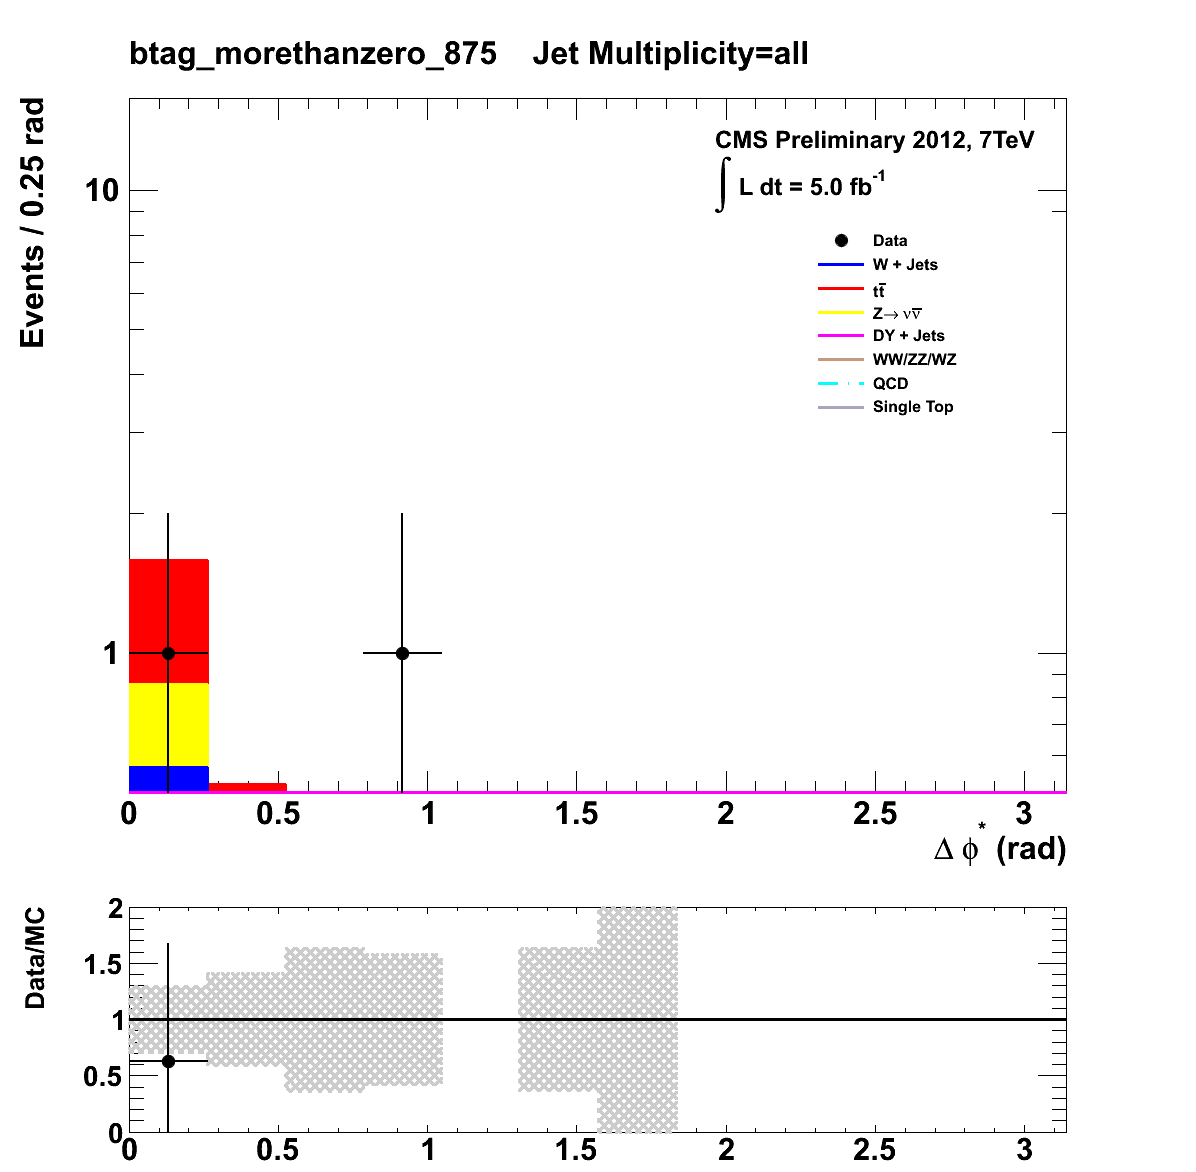 btag_morethanzero_875 Jet Multiplicity=all
Events / 0.25 rad
CMS Preliminary 2012, 7TeV
∫ L dt = 5.0 fb⁻¹
Data
W + Jets
tt̅
Z→ νν̅
DY + Jets
WW/ZZ/WZ
QCD
Single Top
10
1
0 0.5 1 1.5 2 2.5 3
Δ ϕ* (rad)
Data/MC
2
1.5
1
0.5
0
0 0.5 1 1.5 2 2.5 3